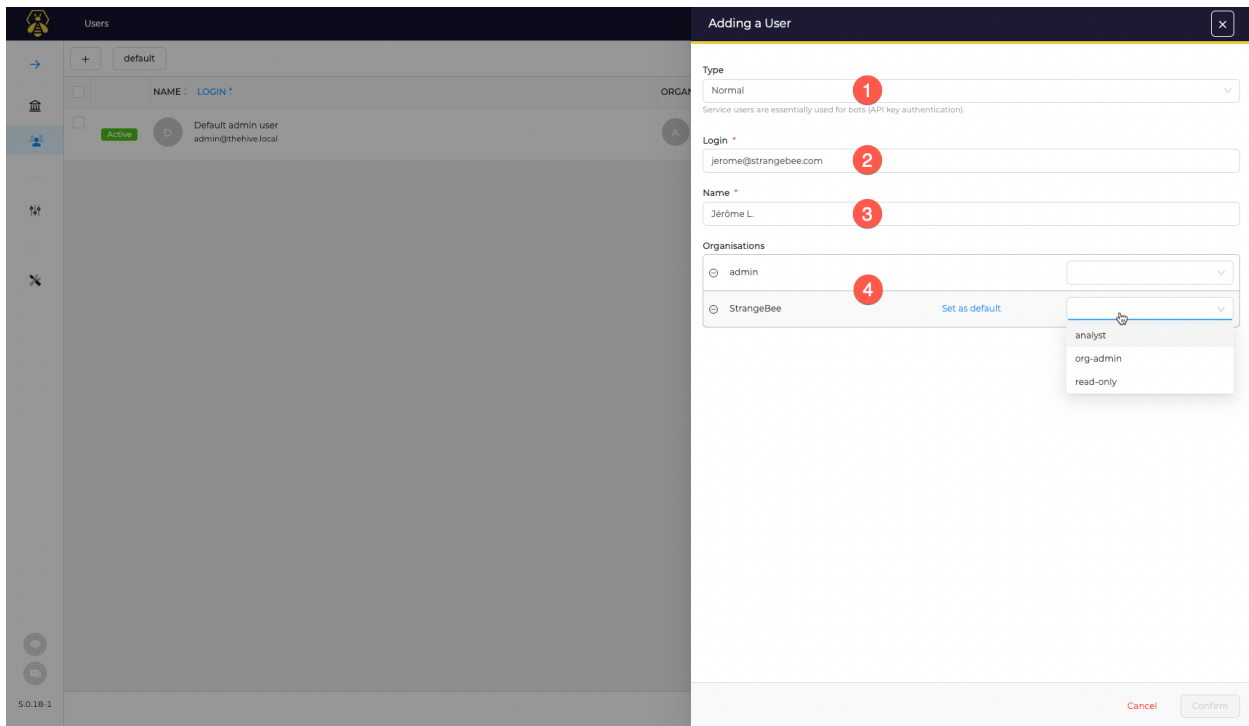 Users
+ default
NAME LOGIN ORGAN
Active
D
Default admin user
admin@thehive.local
A
5.0.18-1
Adding a User
Type
Normal
1
Service users are essentially used for bots (API key authentication).
Login *
jerome@strangebee.com
2
Name *
Jérôme L.
3
Organisations
admin
4
StrangeBee Set as default
analyst
org-admin
read-only
Cancel Confirm